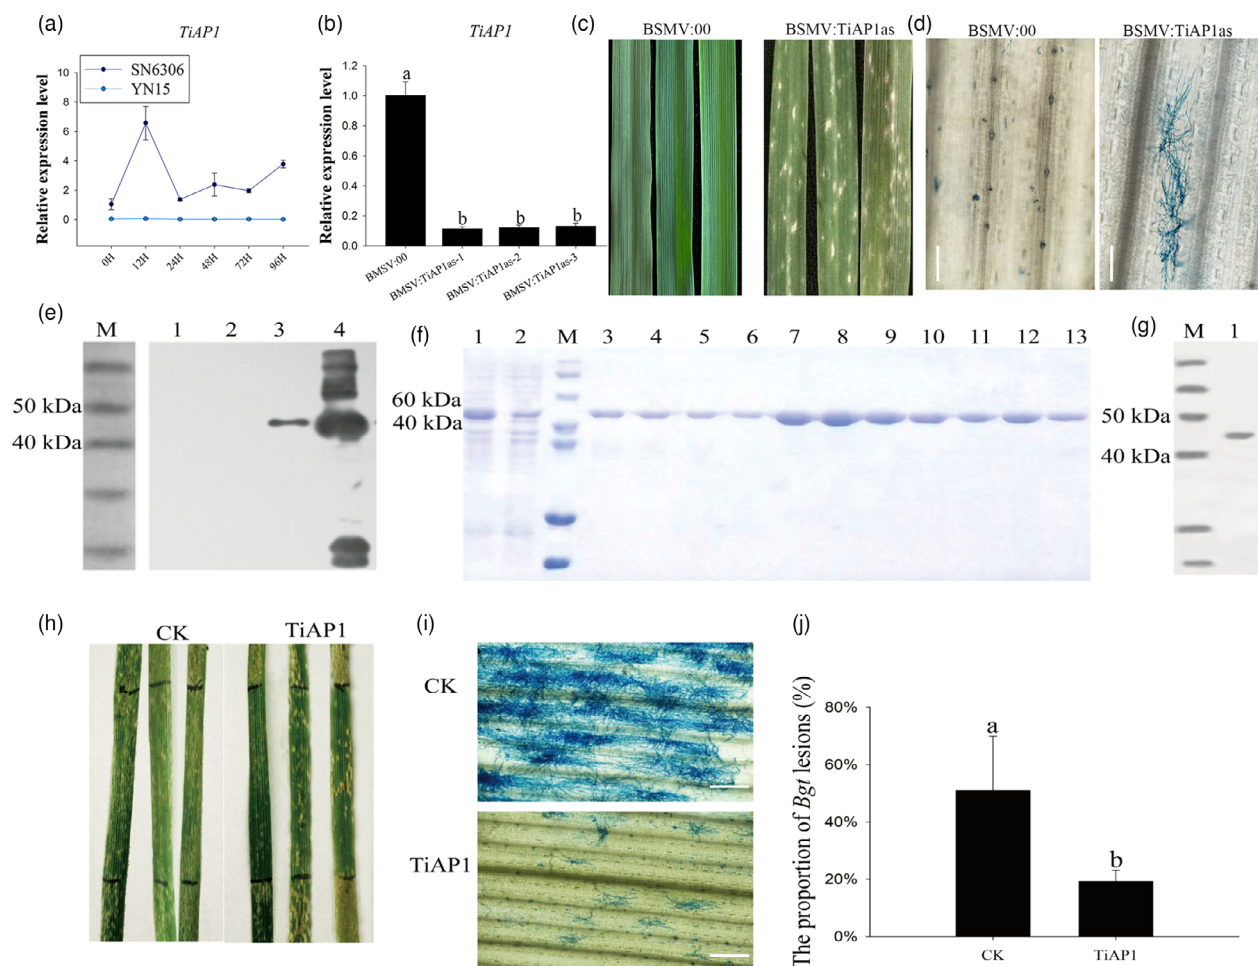 (a)
TiAP1
Relative expression level
10
8
6
4
2
0
SN6306
YN15
0H
12H
24H
48H
72H
96H
(b)
TiAP1
Relative expression level
1.2
1.0
0.8
0.6
0.4
0.2
0.0
a
b
b
b
BMSV:00
BMSV:TiAP1as-1
BMSV:TiAP1as-2
BMSV:TiAP1as-3
(c)
BSMV:00
BSMV:TiAP1as
(d)
BSMV:00
BSMV:TiAP1as
(e)
M 1 2 3 4
50 kDa
40 kDa
(f)
1 2 M 3 4 5 6 7 8 9 10 11 12 13
60 kDa
40 kDa
(g)
M 1
50 kDa
40 kDa
(h)
CK
TiAP1
(i)
CK
TiAP1
(j)
The proportion of Bgt lesions (%)
80%
60%
40%
20%
0%
a
b
CK
TiAP1